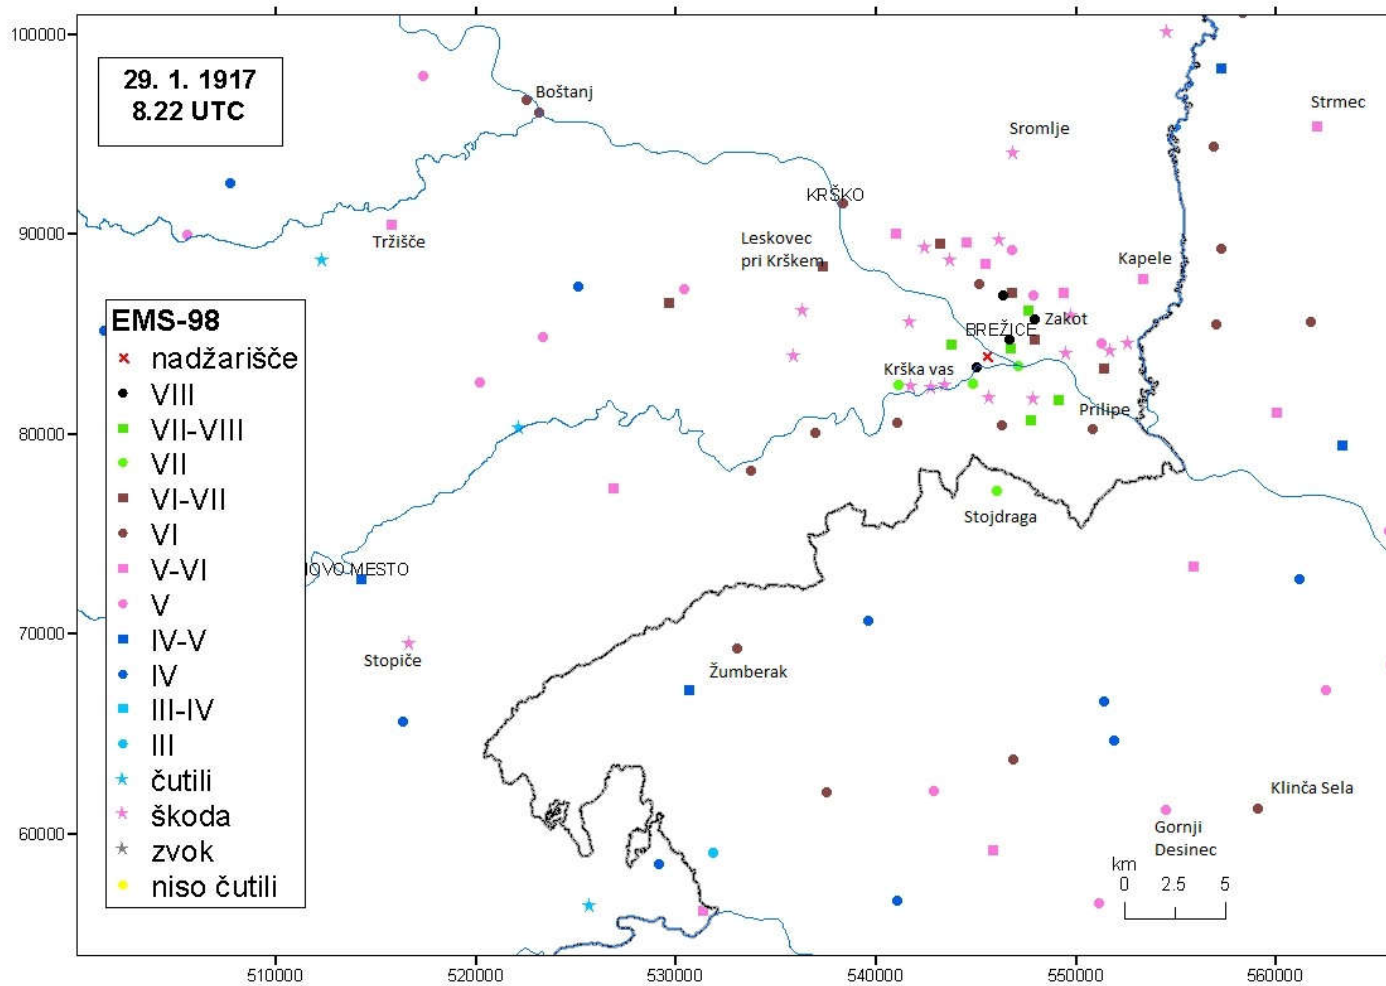 100000
90000
80000
70000
60000
29. 1. 1917
8.22 UTC
Boštanj
Strmec
Sromlje
KRŠKO
Tržišče
Leskovec
pri Krškem
Kapele
BREŽICE
Zakot
Krška vas
Prilipe
Stojdraga
NOVO MESTO
Stopiče
Žumberak
Klinča Sela
Gornji
Desinec
EMS-98
nadžarišče
VIII
VII-VIII
VII
VI-VII
VI
V-VI
V
IV-V
IV
III-IV
III
čutili
škoda
zvok
niso čutili
km
0 2.5 5
510000 520000 530000 540000 550000 560000